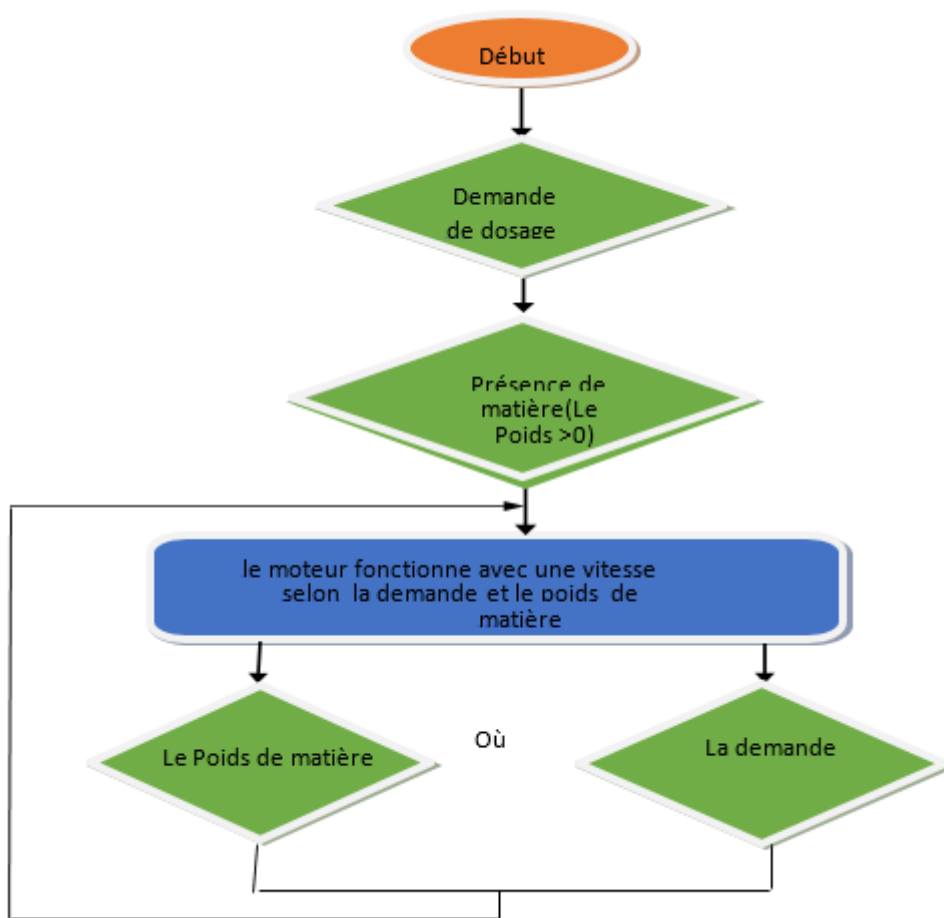 Début
Demande
de dosage
Présence de
matière(Le
Poids >0)
le moteur fonctionne avec une vitesse
selon la demande et le poids de
matière
Le Poids de matière
Où
La demande